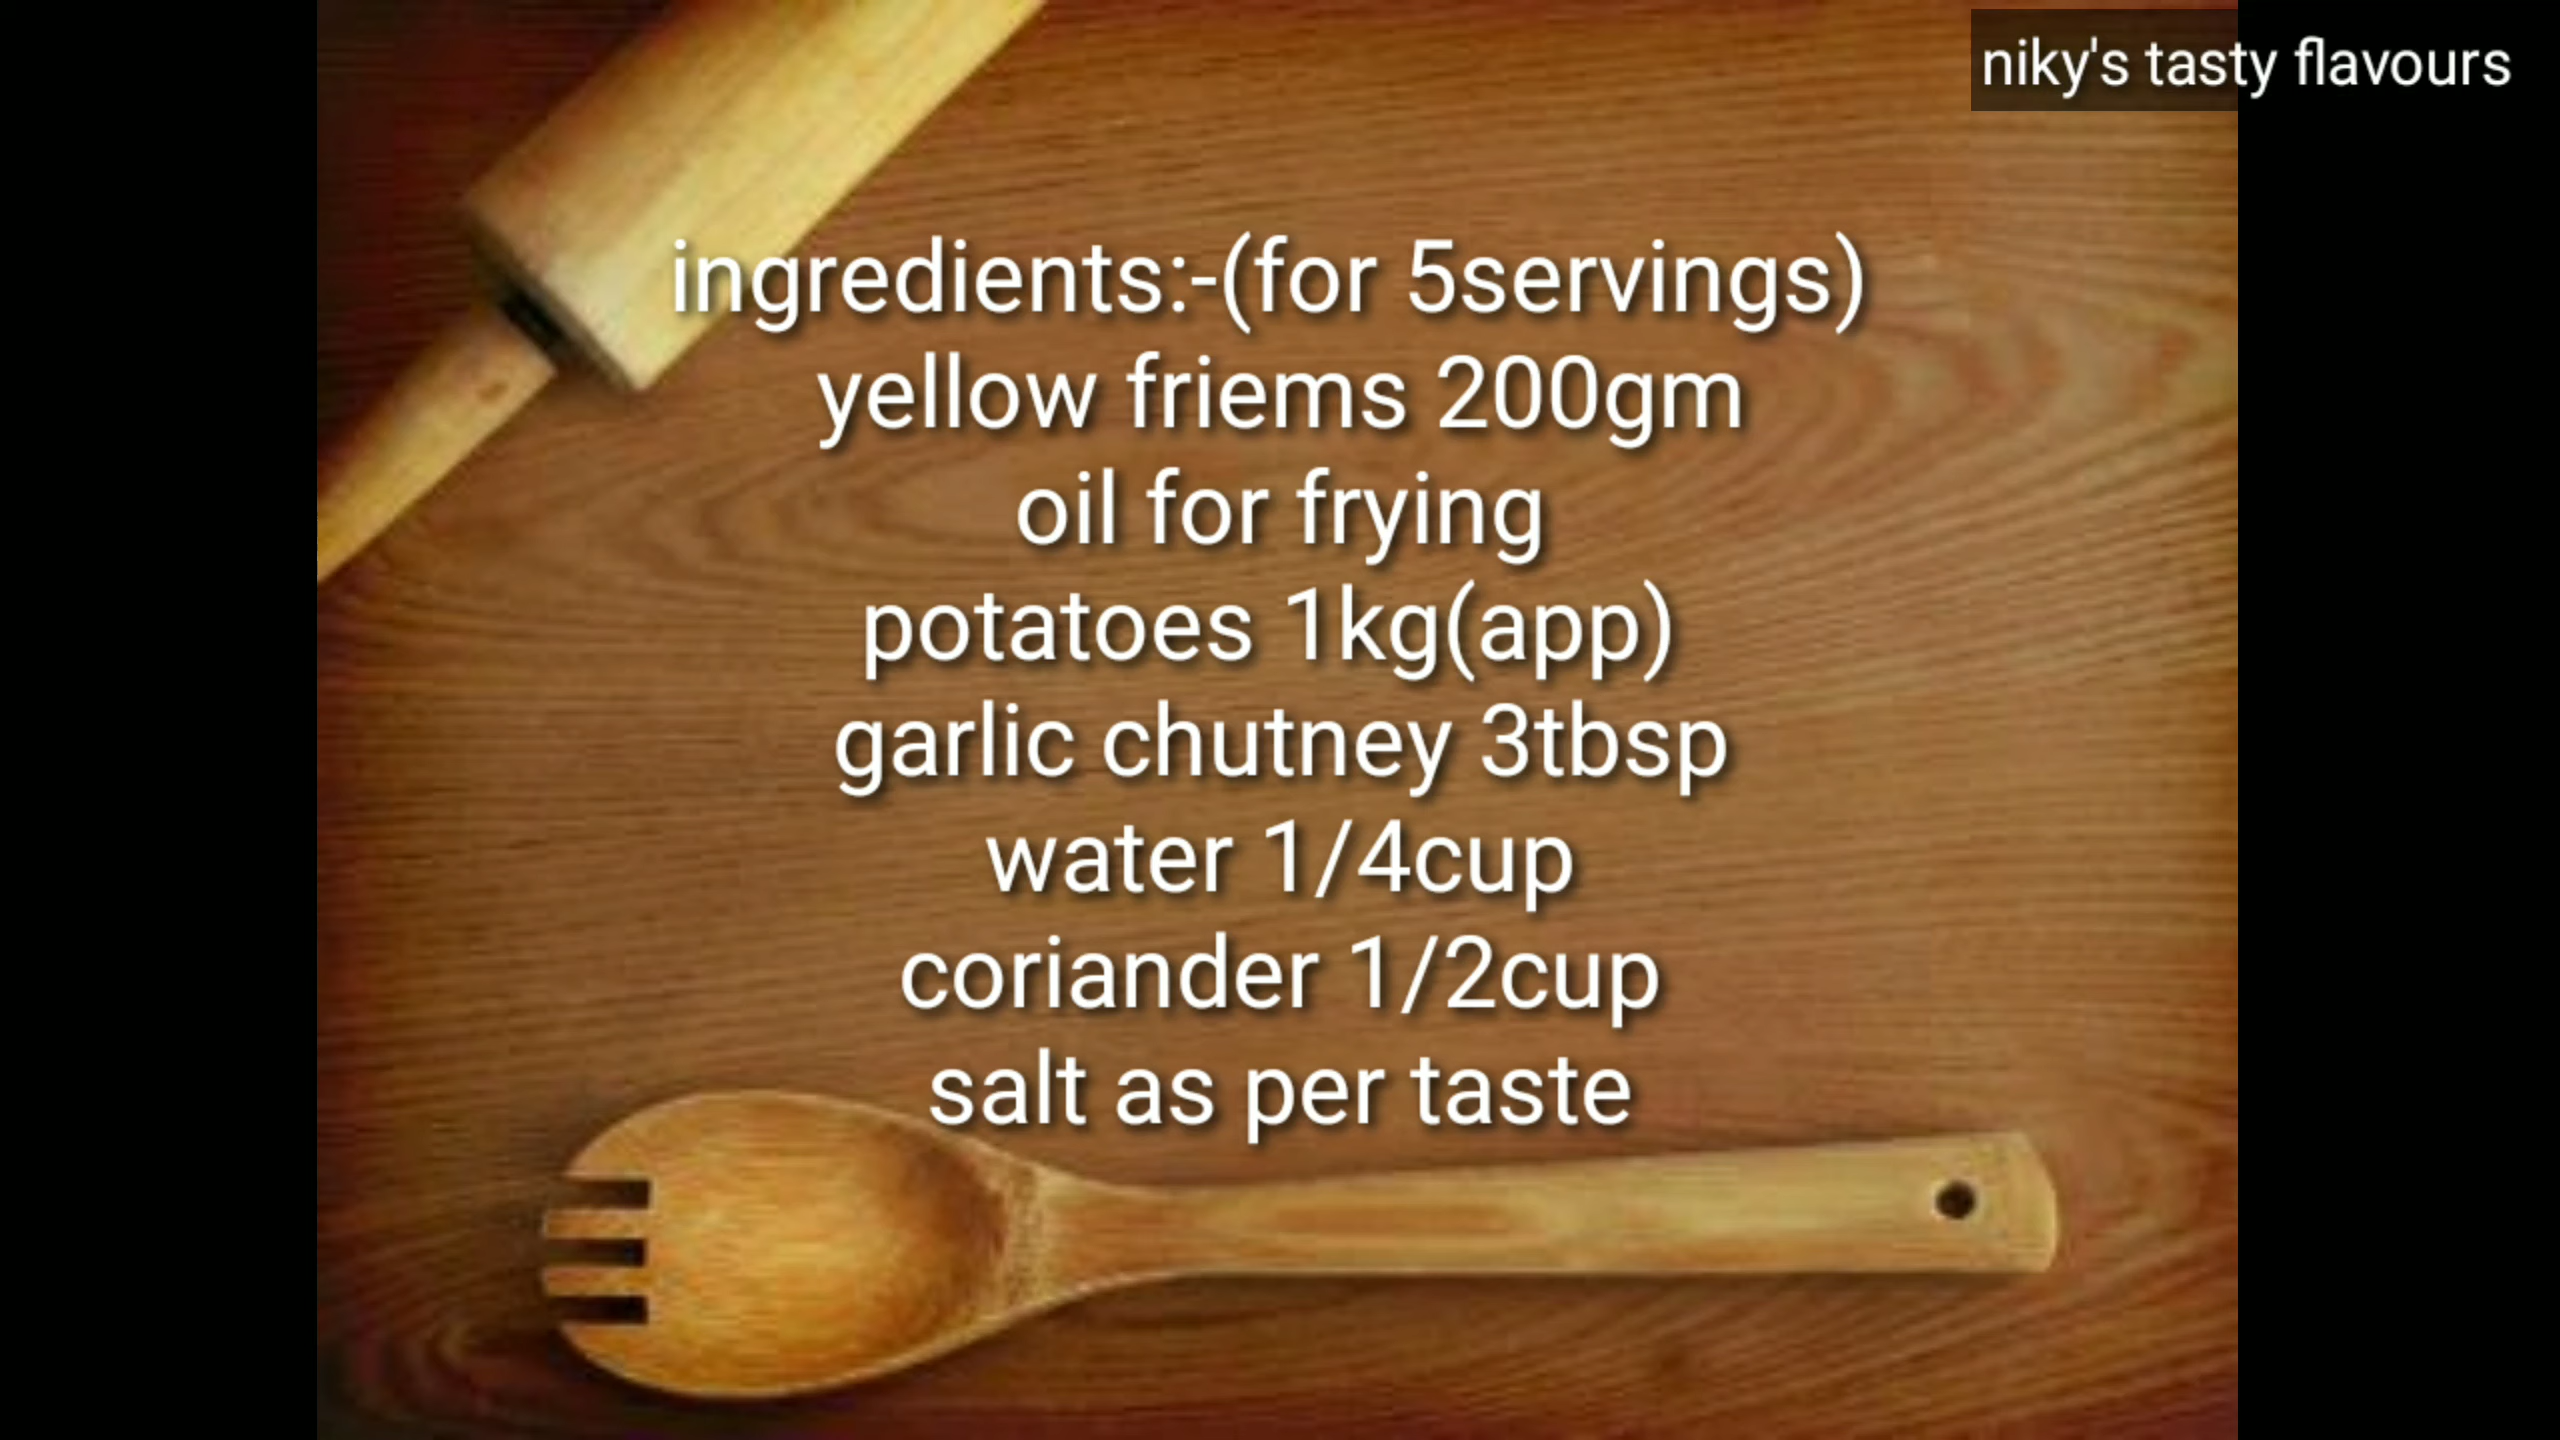 niky's tasty flavours
ingredients:-(for 5servings)
yellow friems 200gm
oil for frying
potatoes 1kg(app)
garlic chutney 3tbsp
water 1/4cup
coriander 1/2cup
salt as per taste